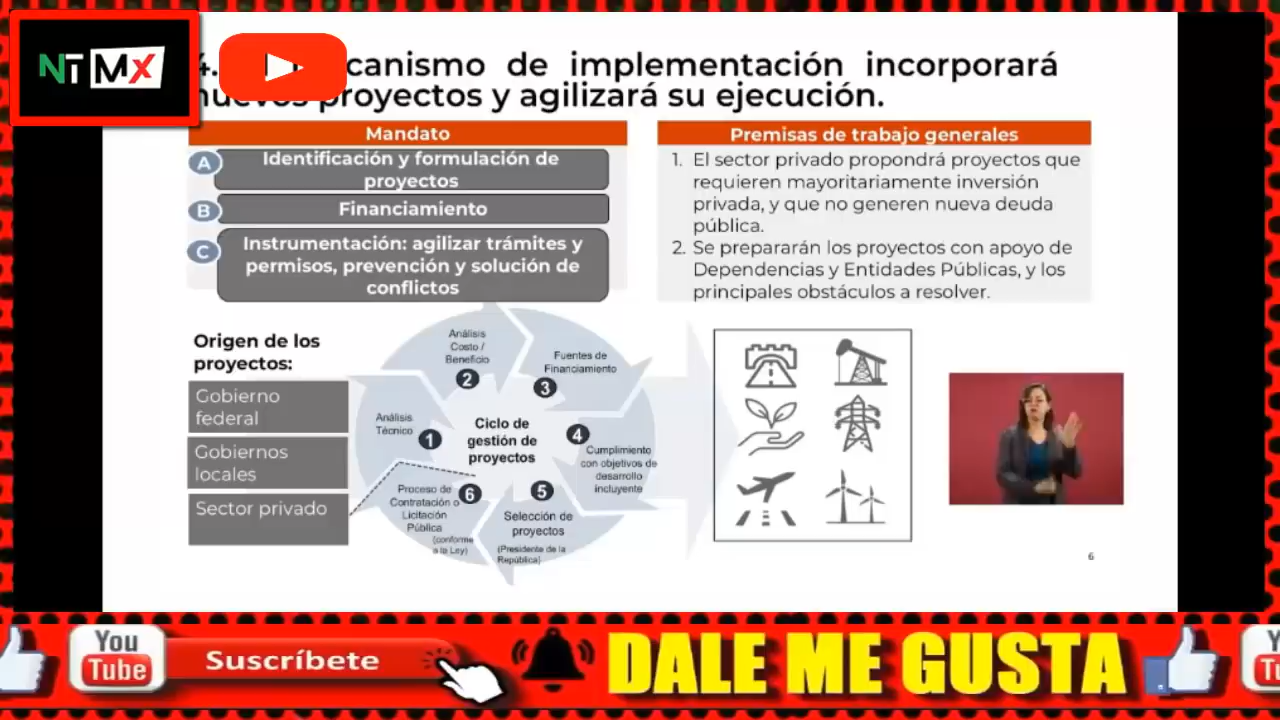 NTMX
4. canismo de implementación incorporará
nuevos proyectos y agilizará su ejecución.
Mandato
A
Identificación y formulación de
proyectos
B
Financiamiento
C
Instrumentación: agilizar trámites y
permisos, prevención y solución de
conflictos
Premisas de trabajo generales
1. El sector privado propondrá proyectos que
requieren mayoritariamente inversión
privada, y que no generen nueva deuda
pública.
2. Se prepararán los proyectos con apoyo de
Dependencias y Entidades Públicas, y los
principales obstáculos a resolver.
Origen de los
proyectos:
Gobierno
federal
Gobiernos
locales
Sector privado
Ciclo de
gestión de
proyectos
Análisis
Técnico
1
Análisis
Costo /
Beneficio
2
Fuentes de
Financiamiento
3
4
Cumplimiento
con objetivos de
desarrollo
incluyente
5
Selección de
proyectos
(Presidente de la
República)
6
Proceso de
Contratación o
Licitación
Pública
(conforme
a la Ley)
6
You
Tube
Suscríbete
DALE ME GUSTA
Y
T